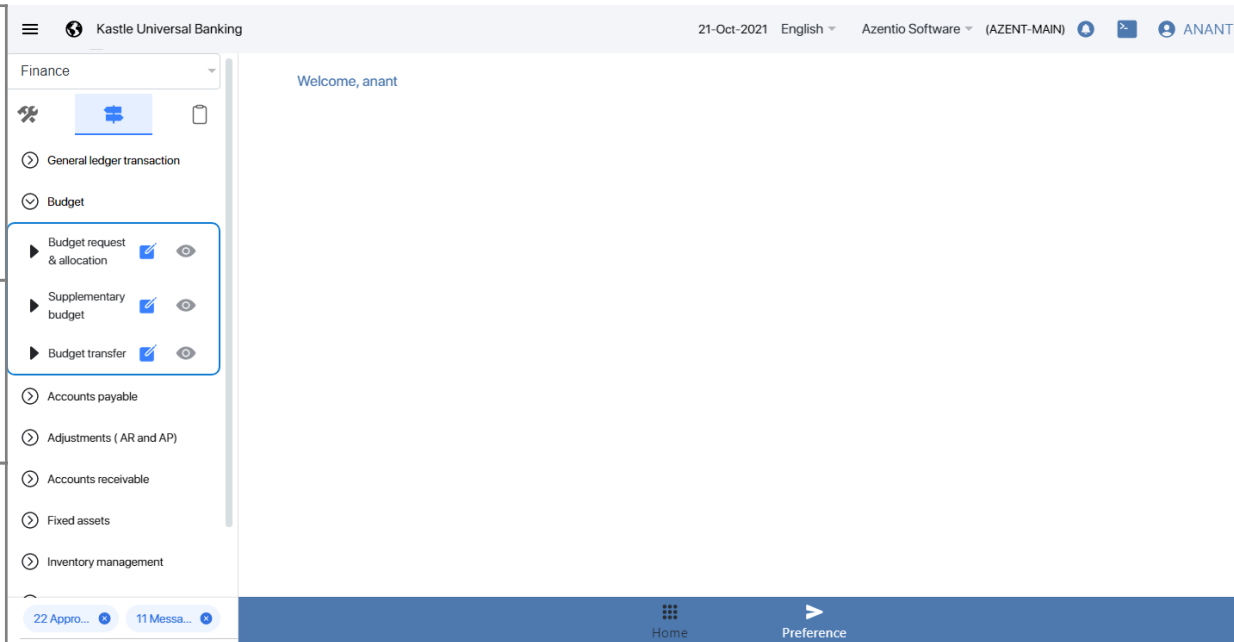 Kastle Universal Banking
21-Oct-2021 English Azentio Software (AZENT-MAIN) ANANT
Finance
Welcome, anant
General ledger transaction
Budget
Budget request
& allocation
Supplementary
budget
Budget transfer
Accounts payable
Adjustments ( AR and AP)
Accounts receivable
Fixed assets
Inventory management
22 Appro... 11 Messa...
Home
Preference